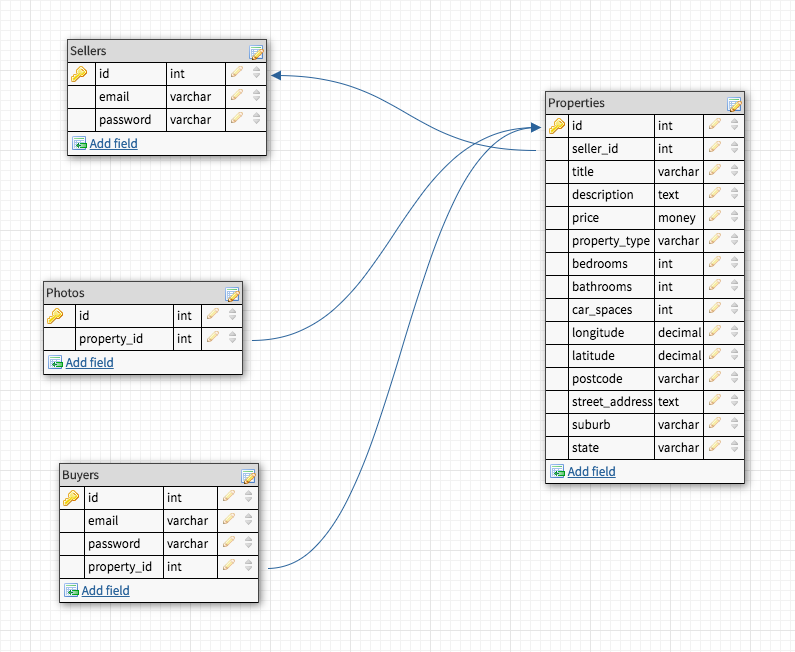 Sellers
id int
email varchar
password varchar
Add field
Properties
id int
seller_id int
title varchar
description text
price money
property_type varchar
bedrooms int
bathrooms int
car_spaces int
longitude decimal
latitude decimal
postcode varchar
street_address text
suburb varchar
state varchar
Add field
Photos
id int
property_id int
Add field
Buyers
id int
email varchar
password varchar
property_id int
Add field